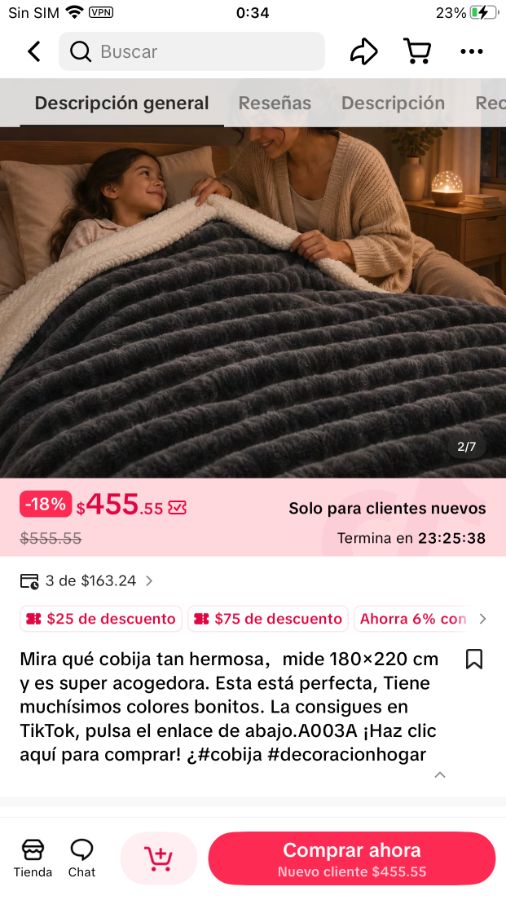 Sin SIM VPN 0:34 23%
Buscar
Descripción general Reseñas Descripción Rec
2/7
-18% $455.55 Solo para clientes nuevos
$555.55 Termina en 23:25:38
3 de $163.24
$25 de descuento $75 de descuento Ahorra 6% con
Mira qué cobija tan hermosa，mide 180×220 cm
y es super acogedora. Esta está perfecta, Tiene
muchísimos colores bonitos. La consigues en
TikTok, pulsa el enlace de abajo.A003A ¡Haz clic
aquí para comprar! ¿#cobija #decoracionhogar
Tienda Chat Comprar ahora
Nuevo cliente $455.55